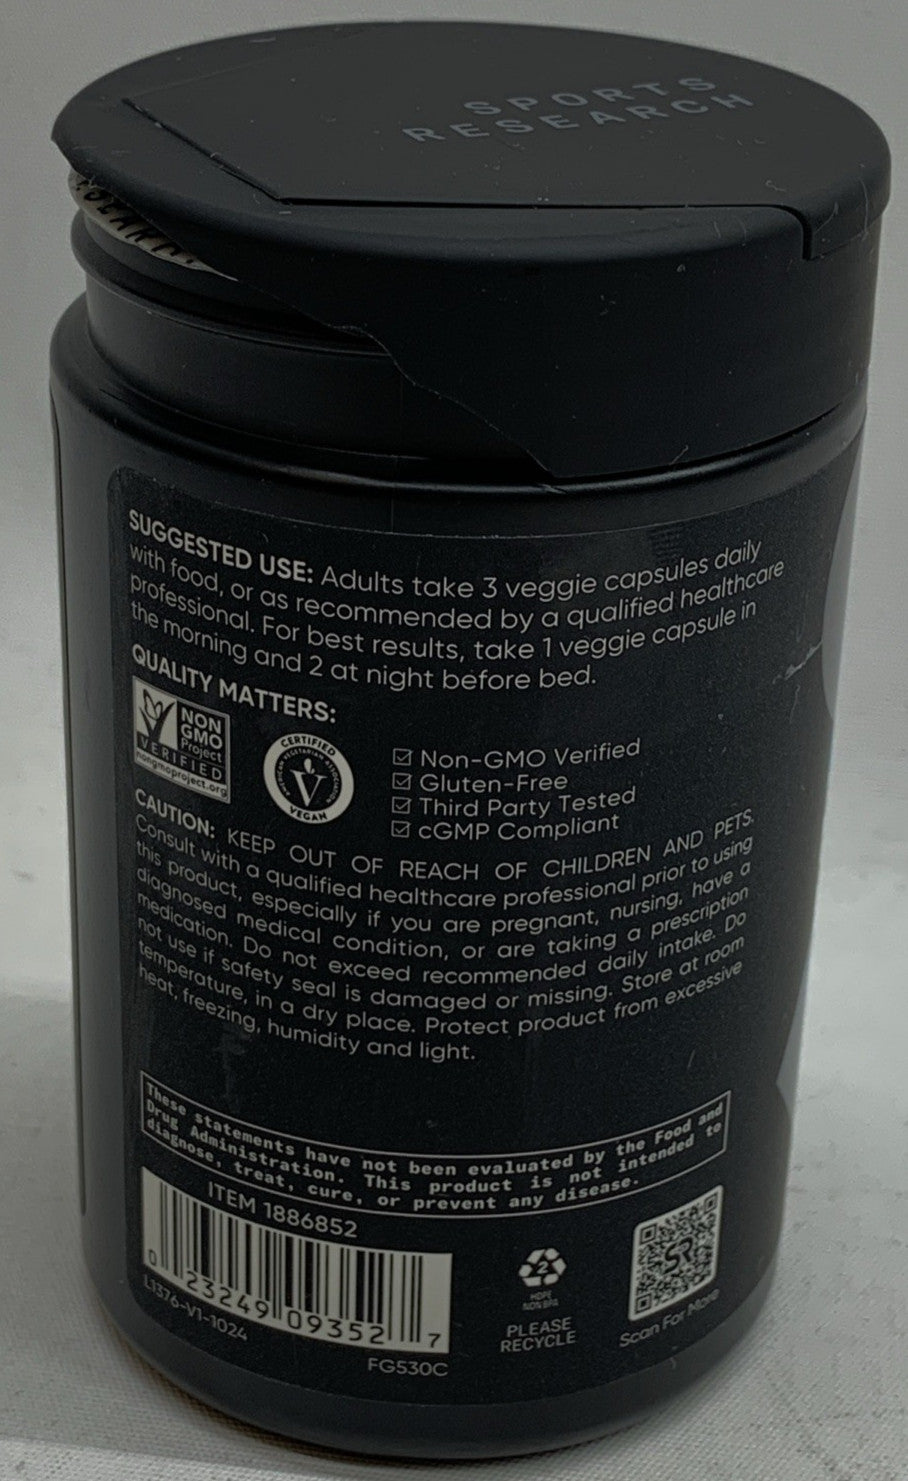 SPORTS
RESEARCH
SUGGESTED USE: Adults take 3 veggie capsules daily
with food, or as recommended by a qualified healthcare
professional. For best results, take 1 veggie capsule in
the morning and 2 at night before bed.
QUALITY MATTERS:
NON
GMO
Project
VERIFIED
nongmoproject.org
CERTIFIED
VEGAN
☑ Non-GMO Verified
☑ Gluten-Free
☑ Third Party Tested
☑ cGMP Compliant
CAUTION: KEEP OUT OF REACH OF CHILDREN AND PETS.
Consult with a qualified healthcare professional prior to using
this product, especially if you are pregnant, nursing, have a
diagnosed medical condition, or are taking a prescription
medication. Do not exceed recommended daily intake. Do
not use if safety seal is damaged or missing. Store at room
temperature, in a dry place. Protect product from excessive
heat, freezing, humidity and light.
These statements have not been evaluated by the Food and
Drug Administration. This product is not intended to
diagnose, treat, cure, or prevent any disease.
ITEM 1886852
0 23249 09352 7
L1376-V1-1024
FG530C
2
HDPE
NON BPA
PLEASE
RECYCLE
SR
Scan For More